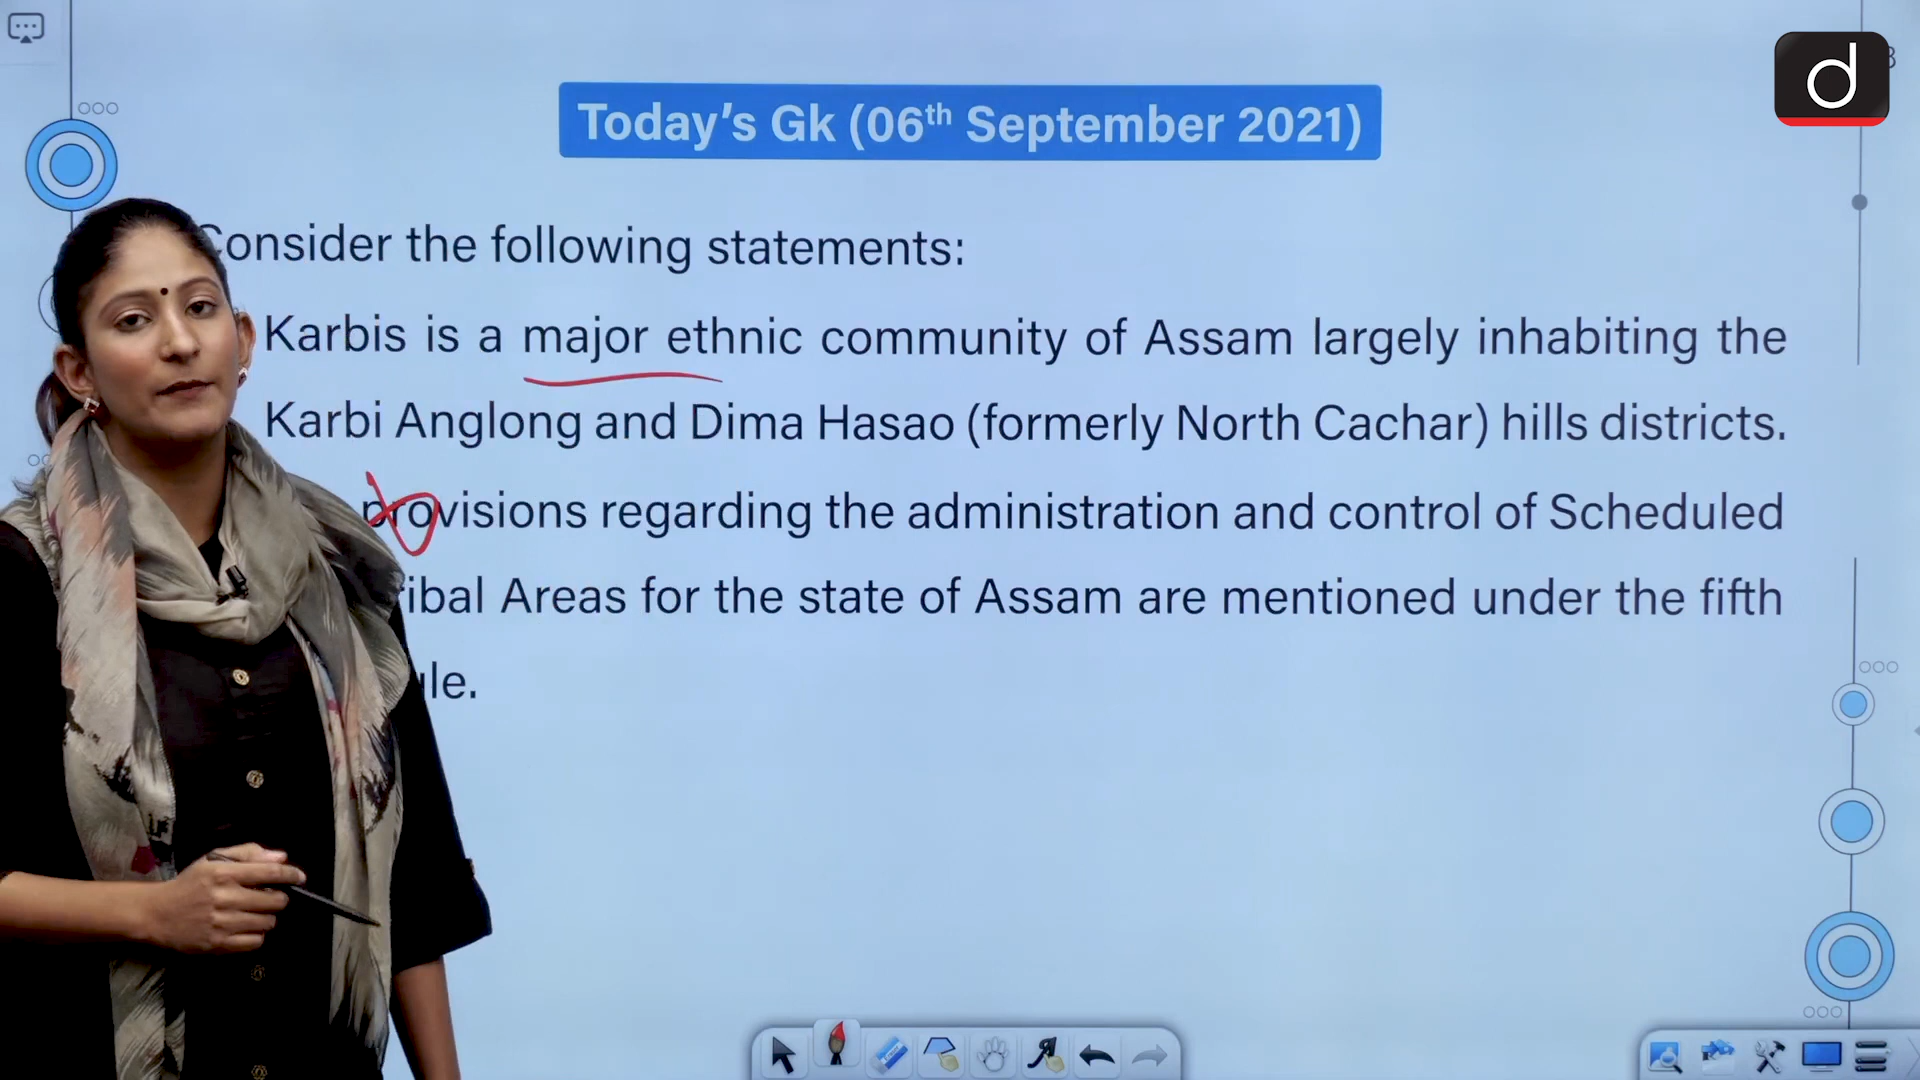 Today's Gk (06th September 2021)
Consider the following statements:
Karbis is a major ethnic community of Assam largely inhabiting the
Karbi Anglong and Dima Hasao (formerly North Cachar) hills districts.
provisions regarding the administration and control of Scheduled
Areas for the state of Assam are mentioned under the fifth
d